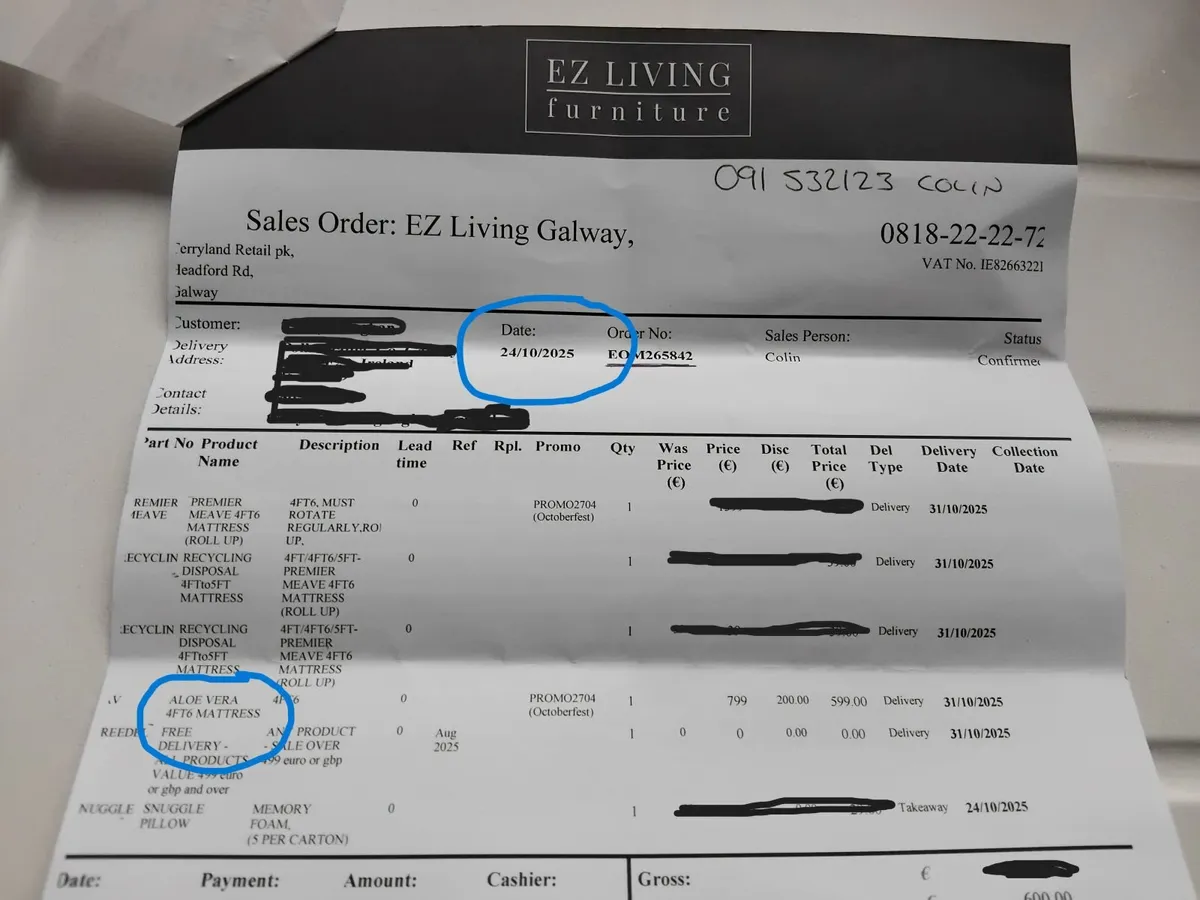 EZ LIVING
furniture
091 532123 COLIN
Sales Order: EZ Living Galway,
0818-22-22-72
VAT No. IE8266322I
Terryland Retail pk,
Headford Rd,
Galway
Customer:
Delivery
Address:
Ireland
Contact
Details:
Date:
24/10/2025
Order No:
EOM265842
Sales Person:
Colin
Status
Confirmed
Part No Product Name Description Lead time Ref Rpl. Promo Qty Was Price (€) Price (€) Disc (€) Total Price (€) Del Type Delivery Date Collection Date
REMIER PREMIER 4FT6, MUST 0 PROMO2704 1 Delivery 31/10/2025
MEAVE MEAVE 4FT6 ROTATE (Octoberfest)
MATTRESS REGULARLY,RO
(ROLL UP) UP.
ECYCLIN RECYCLING 4FT/4FT6/5FT- 0 1 Delivery 31/10/2025
DISPOSAL PREMIER
4FTto5FT MEAVE 4FT6
MATTRESS MATTRESS
(ROLL UP)
ECYCLIN RECYCLING 4FT/4FT6/5FT- 0 1 Delivery 31/10/2025
DISPOSAL PREMIER
4FTto5FT MEAVE 4FT6
MATTRESS MATTRESS
(ROLL UP)
V ALOE VERA 4FT6 0 PROMO2704 1 799 200.00 599.00 Delivery 31/10/2025
4FT6 MATTRESS (Octoberfest)
REEDEL FREE ANY PRODUCT 0 Aug 1 0 0 0.00 0.00 Delivery 31/10/2025
DELIVERY - - SALE OVER 2025
ALL PRODUCTS 499 euro or gbp
VALUE 499 euro
or gbp and over
NUGGLE SNUGGLE MEMORY 0 1 Takeaway 24/10/2025
PILLOW FOAM,
(5 PER CARTON)
Date: Payment: Amount: Cashier: Gross: €
€ 600.00